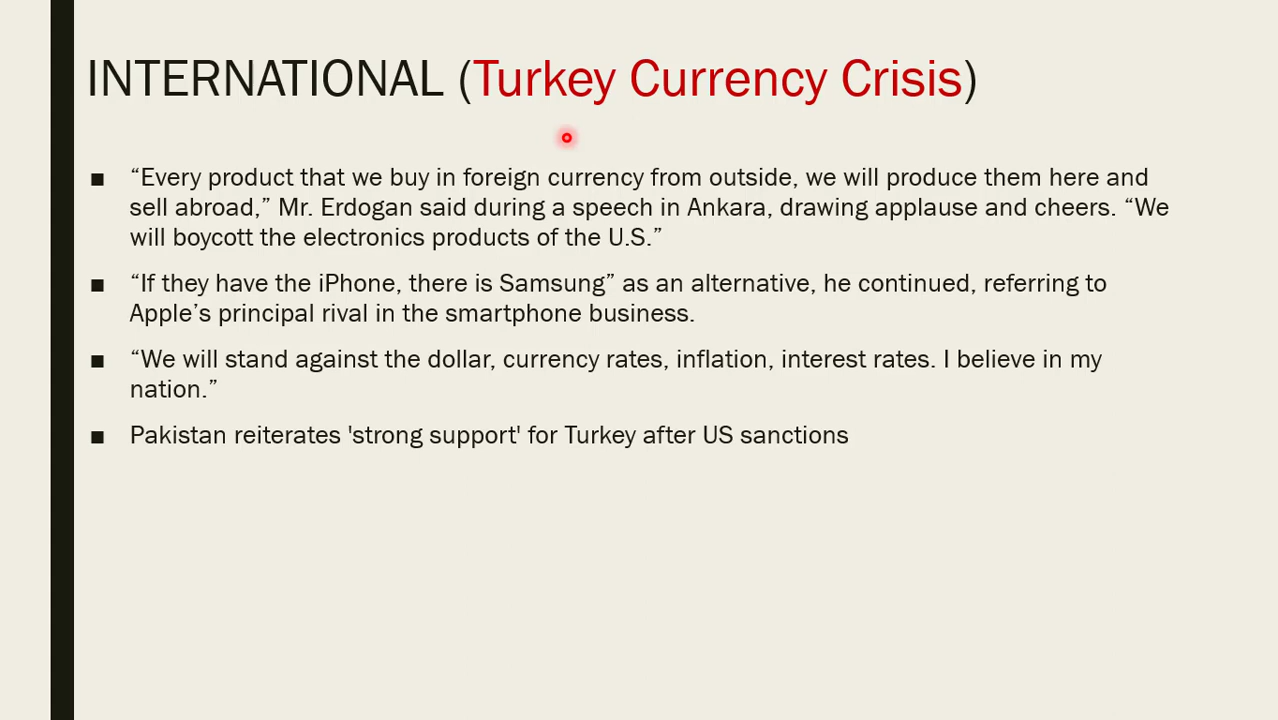 INTERNATIONAL (Turkey Currency Crisis)
■ “Every product that we buy in foreign currency from outside, we will produce them here and
sell abroad,” Mr. Erdogan said during a speech in Ankara, drawing applause and cheers. “We
will boycott the electronics products of the U.S.”
■ “If they have the iPhone, there is Samsung” as an alternative, he continued, referring to
Apple’s principal rival in the smartphone business.
■ “We will stand against the dollar, currency rates, inflation, interest rates. I believe in my
nation.”
■ Pakistan reiterates 'strong support' for Turkey after US sanctions